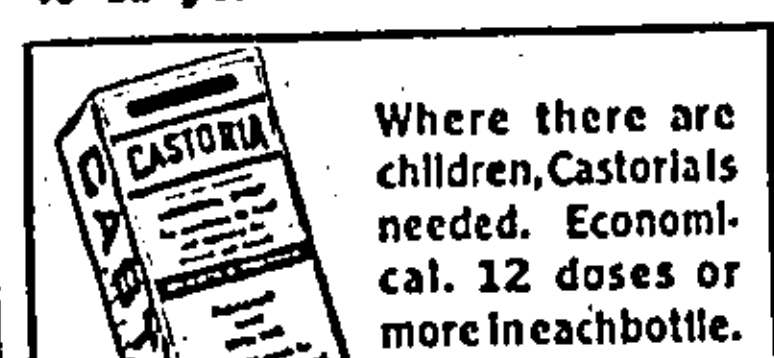 CASTORIA
Where there are
children, Castoria is
needed. Economi-
cal. 12 doses or
more in each bottle.